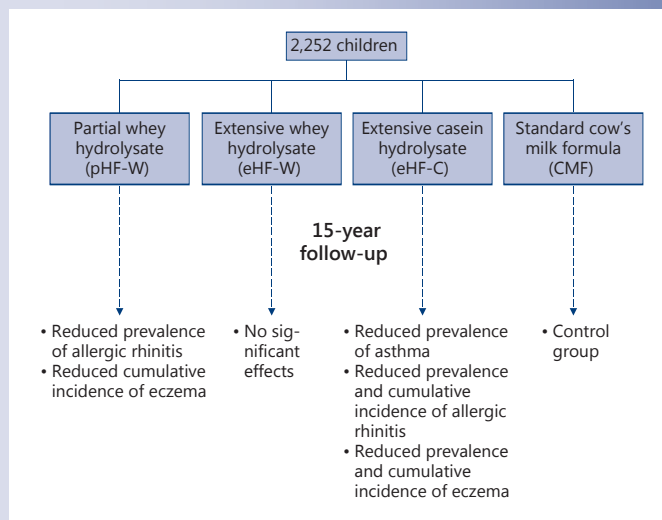 2,252 children
Partial whey
hydrolysate
(pHF-W)
Extensive whey
hydrolysate
(eHF-W)
Extensive casein
hydrolysate
(eHF-C)
Standard cow's
milk formula
(CMF)
15-year
follow-up
• Reduced prevalence
of allergic rhinitis
• Reduced cumulative
incidence of eczema
• No sig-
nificant
effects
• Reduced prevalence
of asthma
• Reduced prevalence
and cumulative
incidence of allergic
rhinitis
• Reduced prevalence
and cumulative
incidence of eczema
• Control
group